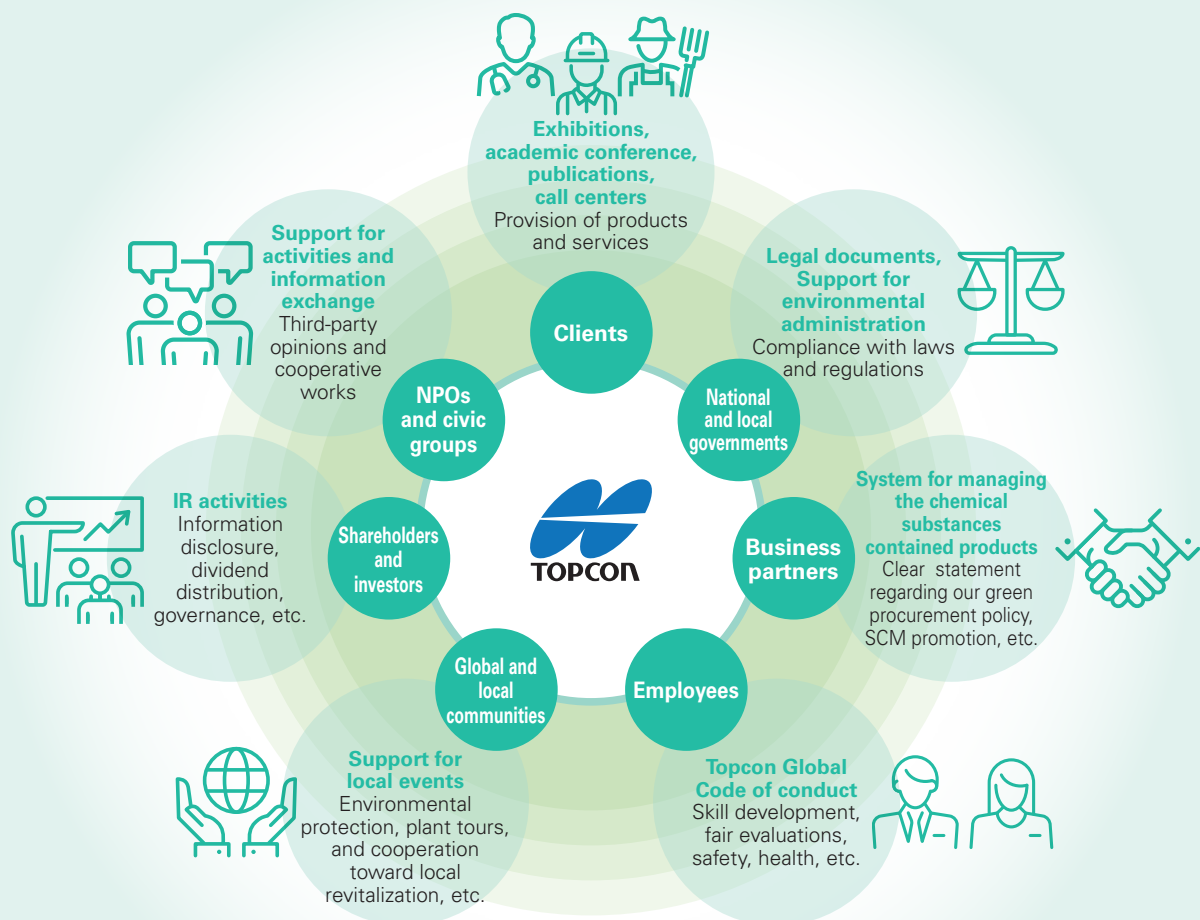 Exhibitions,
academic conference,
publications,
call centers
Provision of products
and services
Clients
Legal documents,
Support for
environmental
administration
Compliance with laws
and regulations
National
and local
governments
System for managing
the chemical
substances
contained products
Clear statement
regarding our green
procurement policy,
SCM promotion, etc.
Business
partners
Topcon Global
Code of conduct
Skill development,
fair evaluations,
safety, health, etc.
Employees
Support for
local events
Environmental
protection, plant tours,
and cooperation
toward local
revitalization, etc.
Global and
local
communities
IR activities
Information
disclosure,
dividend
distribution,
governance, etc.
Shareholders
and
investors
Support for
activities and
information
exchange
Third-party
opinions and
cooperative
works
NPOs
and civic
groups
TOPCON